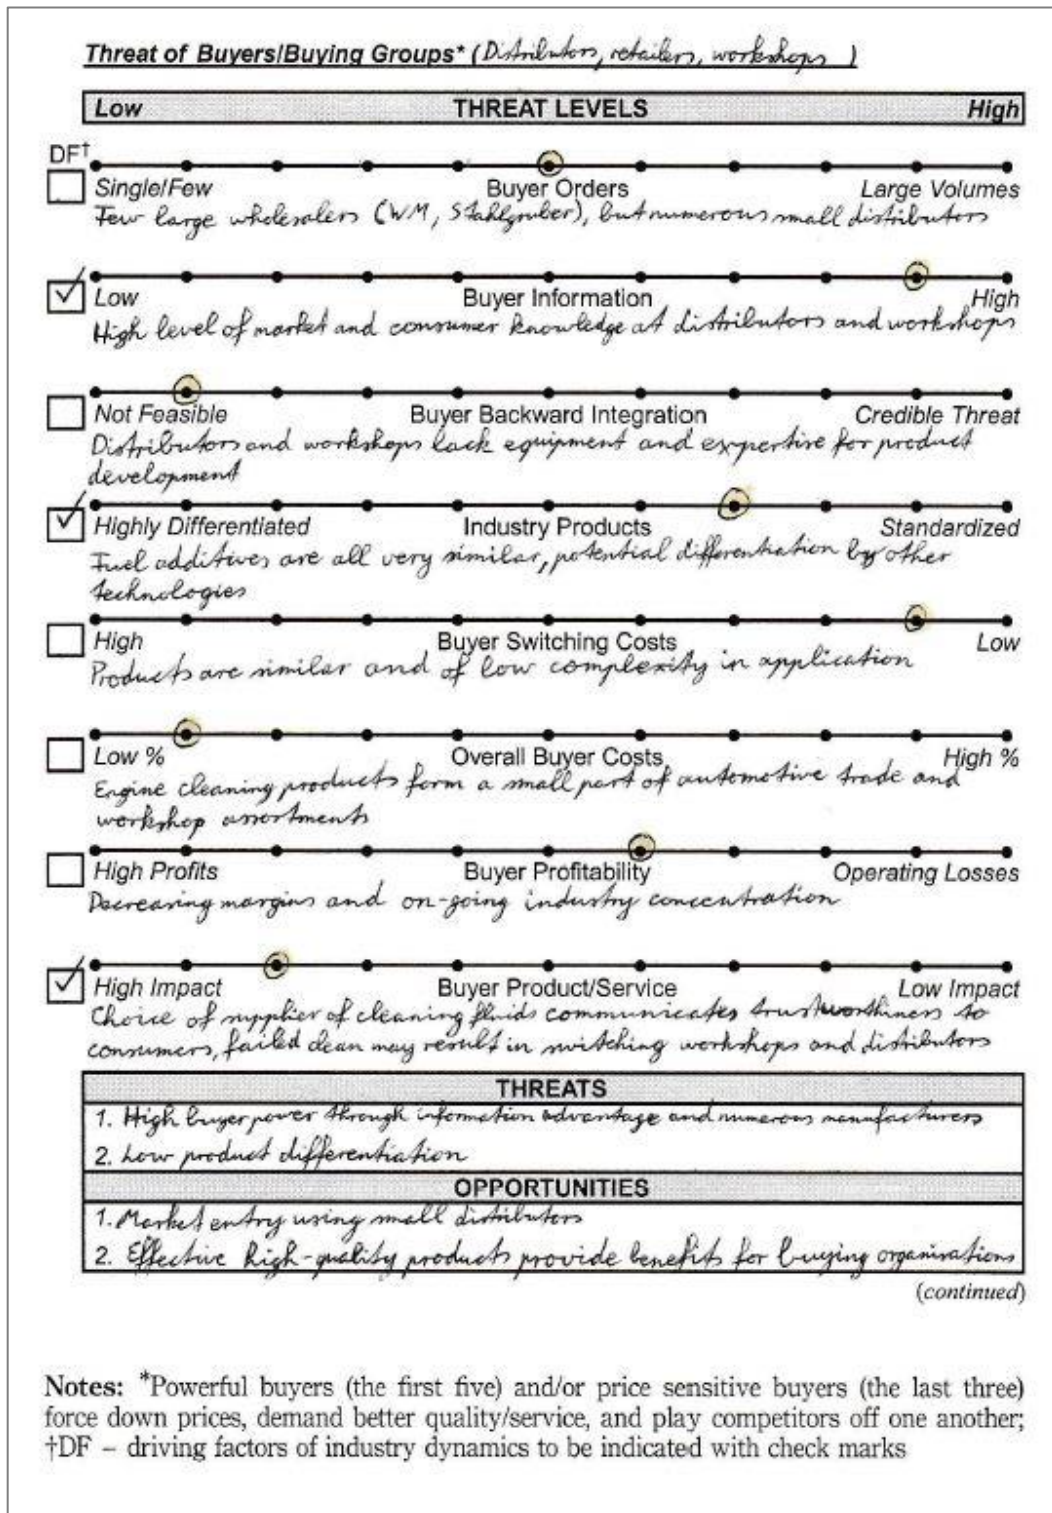 Threat of Buyers/Buying Groups* (Distributors, retailers, workshops )
Low THREAT LEVELS High
DF†
Single/Few Buyer Orders Large Volumes
Few large wholesalers (WM, Stahlgruber), but numerous small distributors
Low Buyer Information High
High level of market and consumer knowledge at distributors and workshops
Not Feasible Buyer Backward Integration Credible Threat
Distributors and workshops lack equipment and expertise for product
development
Highly Differentiated Industry Products Standardized
Fuel additives are all very similar, potential differentiation by other
technologies
High Buyer Switching Costs Low
Products are similar and of low complexity in application
Low % Overall Buyer Costs High %
Engine cleaning products form a small part of automotive trade and
workshop assortments
High Profits Buyer Profitability Operating Losses
Decreasing margins and on-going industry concentration
High Impact Buyer Product/Service Low Impact
Choice of supplier of cleaning fluids communicates trustworthiness to
consumers, failed clean may result in switching workshops and distributors
THREATS
1. High buyer power through information advantage and numerous manufacturers
2. Low product differentiation
OPPORTUNITIES
1. Market entry using small distributors
2. Effective high-quality products provide benefits for buying organisations
(continued)
Notes: *Powerful buyers (the first five) and/or price sensitive buyers (the last three)
force down prices, demand better quality/service, and play competitors off one another;
†DF – driving factors of industry dynamics to be indicated with check marks